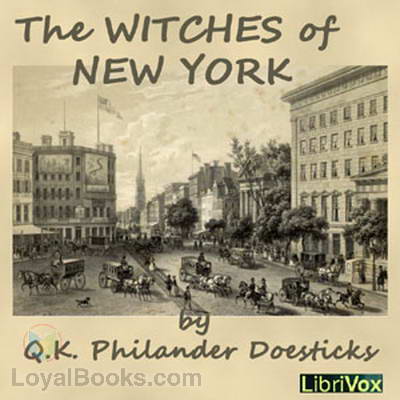 The WITCHES of
NEW YORK
by
Q.K. Philander Doesticks
LoyalBooks.com
LibriVox